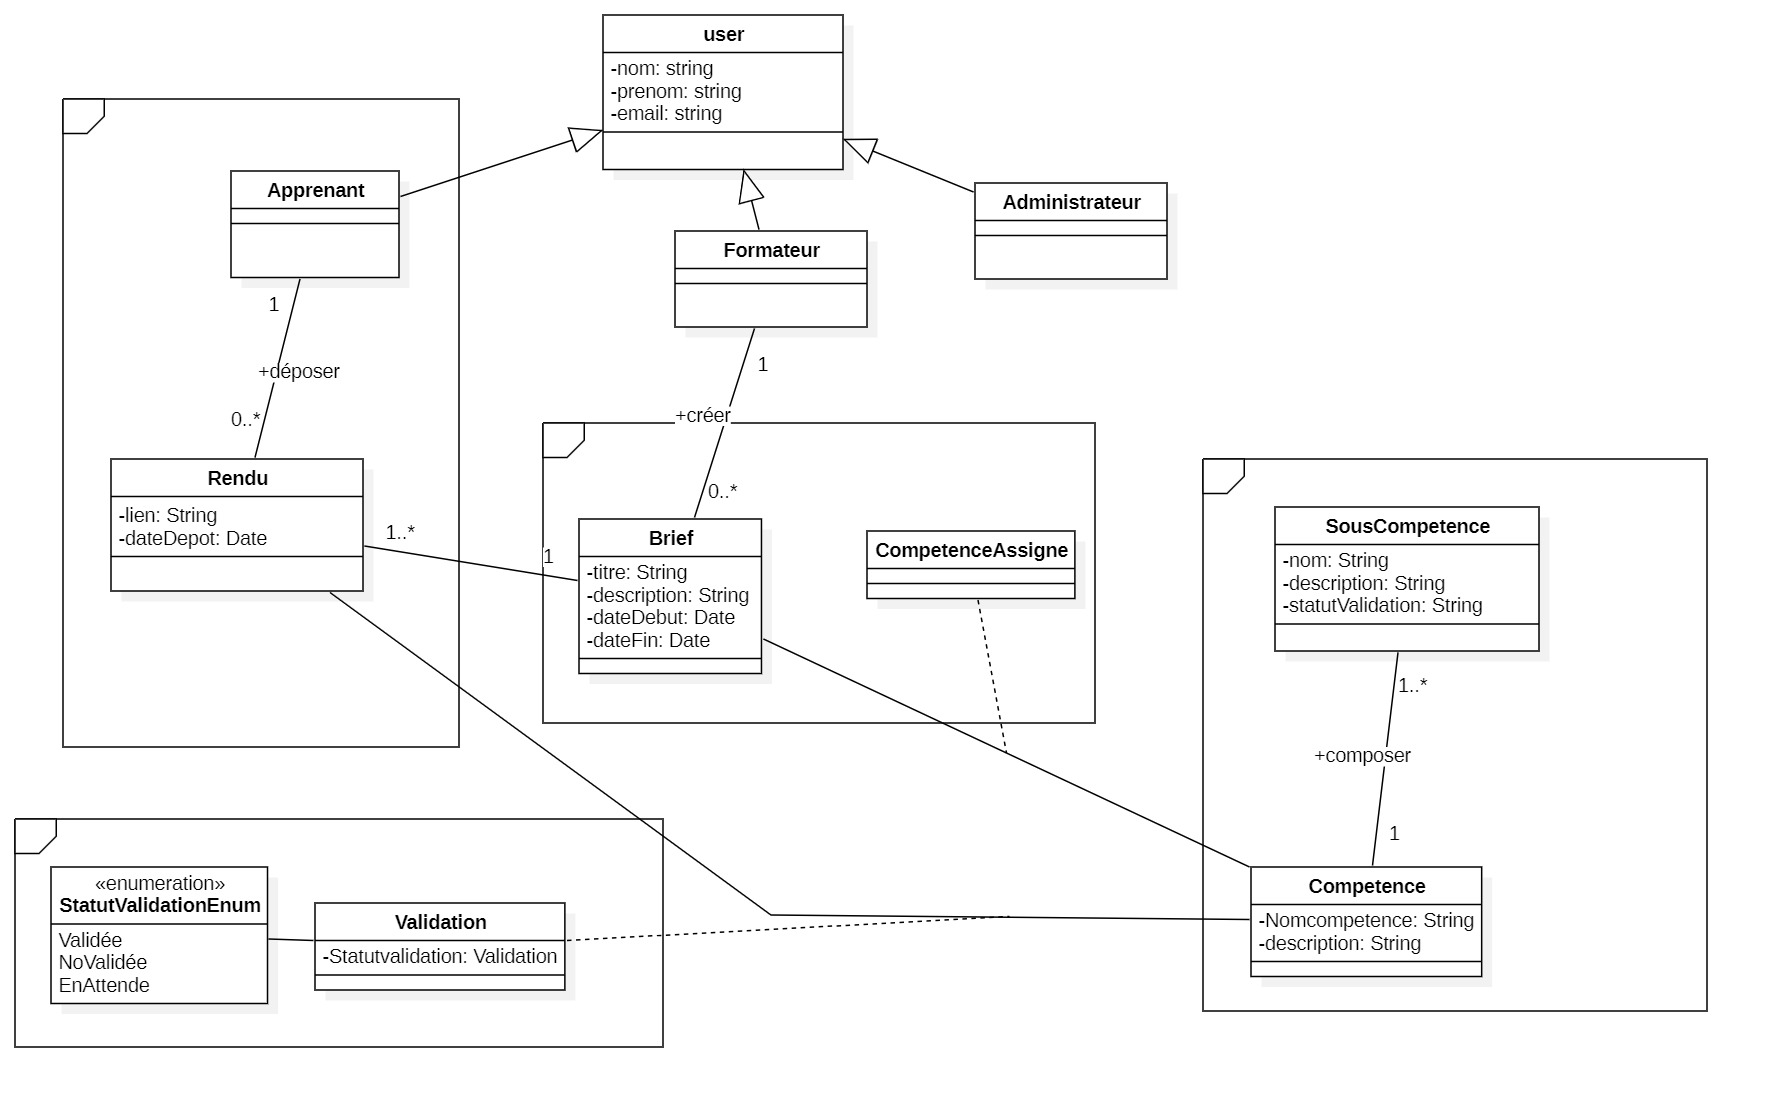 user
-nom: string
-prenom: string
-email: string
Apprenant
Administrateur
Formateur
1
+déposer
0..*
1
+créer
0..*
Rendu
-lien: String
-dateDepot: Date
1..*
1
Brief
-titre: String
-description: String
-dateDebut: Date
-dateFin: Date
CompetenceAssigne
SousCompetence
-nom: String
-description: String
-statutValidation: String
1..*
+composer
1
«enumeration»
StatutValidationEnum
Validée
NoValidée
EnAttende
Validation
-Statutvalidation: Validation
Competence
-Nomcompetence: String
-description: String